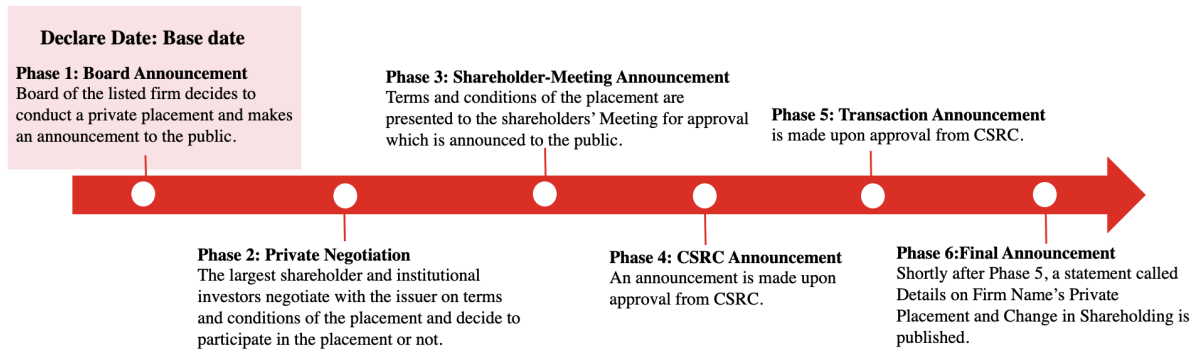 Declare Date: Base date
Phase 1: Board Announcement
Board of the listed firm decides to
conduct a private placement and makes
an announcement to the public.
Phase 2: Private Negotiation
The largest shareholder and institutional
investors negotiate with the issuer on terms
and conditions of the placement and decide to
participate in the placement or not.
Phase 3: Shareholder-Meeting Announcement
Terms and conditions of the placement are
presented to the shareholders' Meeting for approval
which is announced to the public.
Phase 4: CSRC Announcement
An announcement is made upon
approval from CSRC.
Phase 5: Transaction Announcement
is made upon approval from CSRC.
Phase 6:Final Announcement
Shortly after Phase 5, a statement called
Details on Firm Name's Private
Placement and Change in Shareholding is
published.